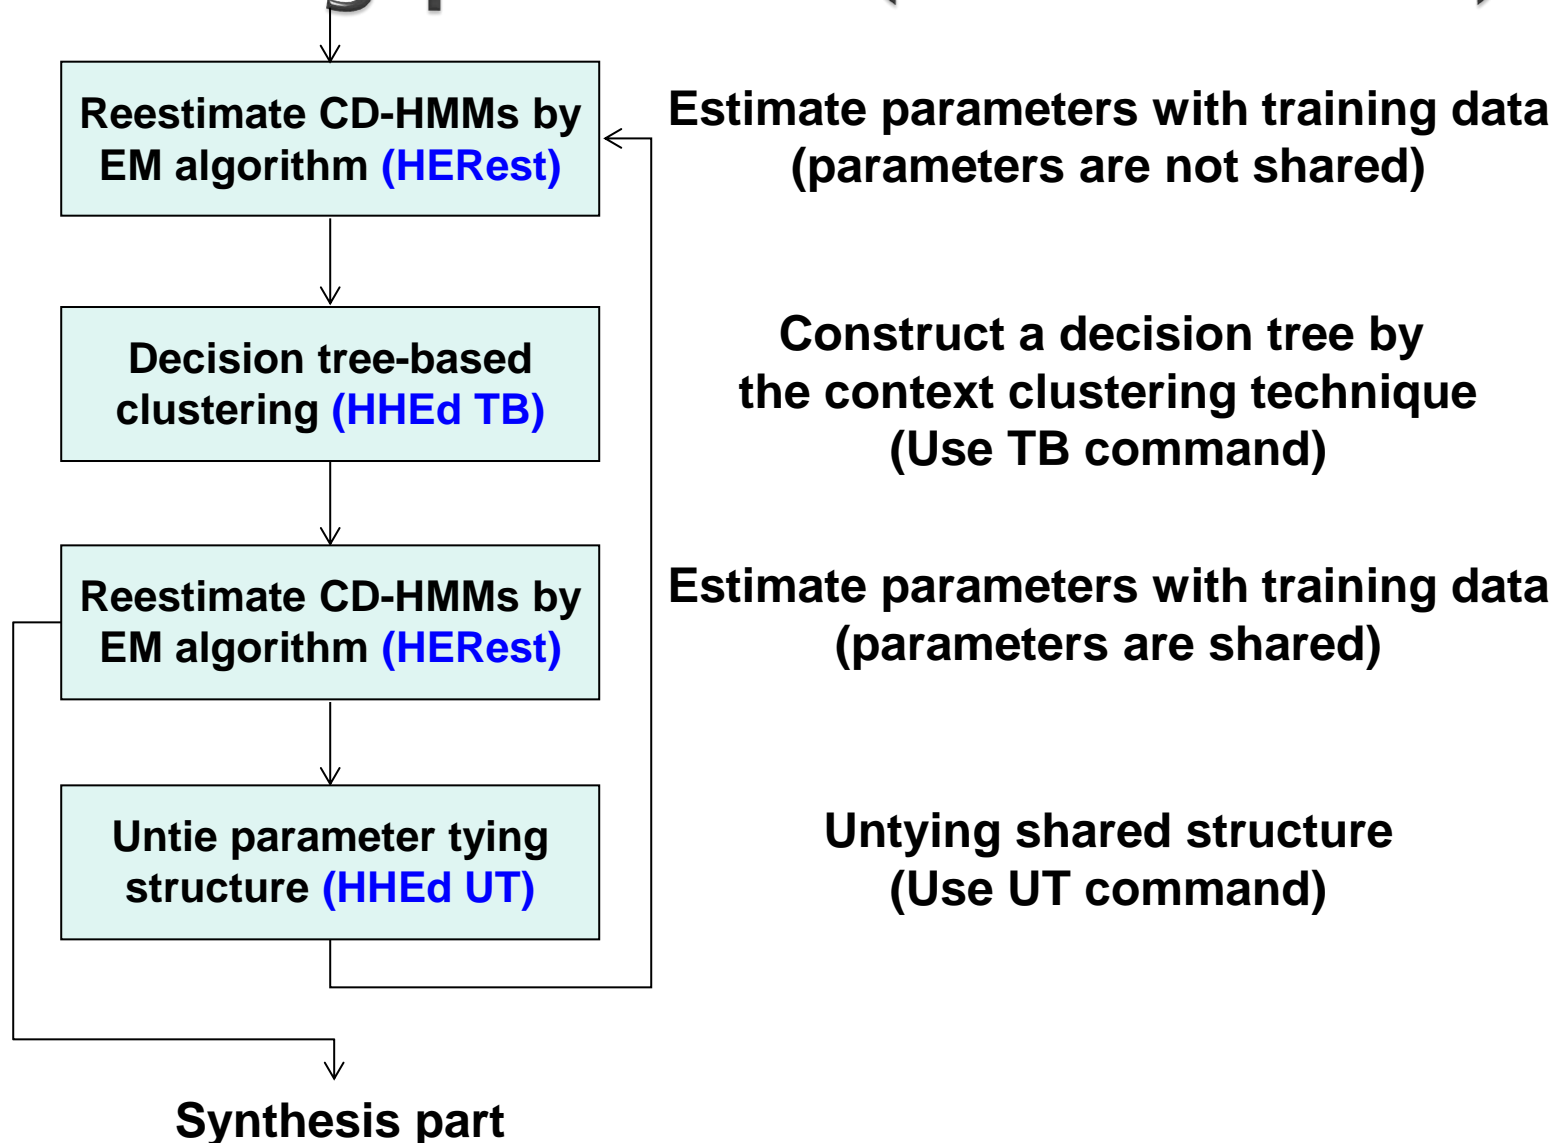 Reestimate CD-HMMs by
EM algorithm (HERest)
Estimate parameters with training data
(parameters are not shared)
Decision tree-based
clustering (HHEd TB)
Construct a decision tree by
the context clustering technique
(Use TB command)
Reestimate CD-HMMs by
EM algorithm (HERest)
Estimate parameters with training data
(parameters are shared)
Untie parameter tying
structure (HHEd UT)
Untying shared structure
(Use UT command)
Synthesis part